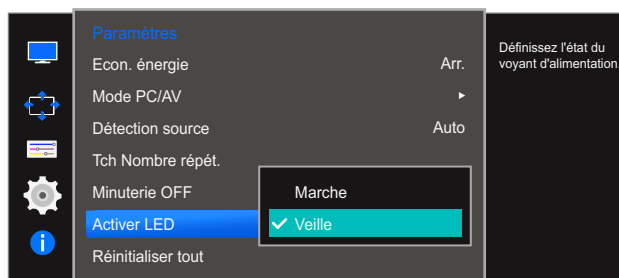 Paramètres
Econ. énergie Arr.
Mode PC/AV
Détection source Auto
Tch Nombre répét.
Minuterie OFF
Activer LED
Réinitialiser tout
Marche
Veille
Définissez l'état du
voyant d'alimentation.